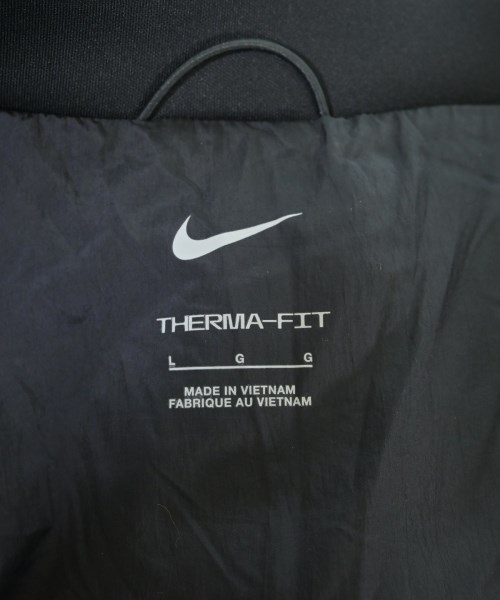 THERMA-FIT
L G G
MADE IN VIETNAM
FABRIQUE AU VIETNAM